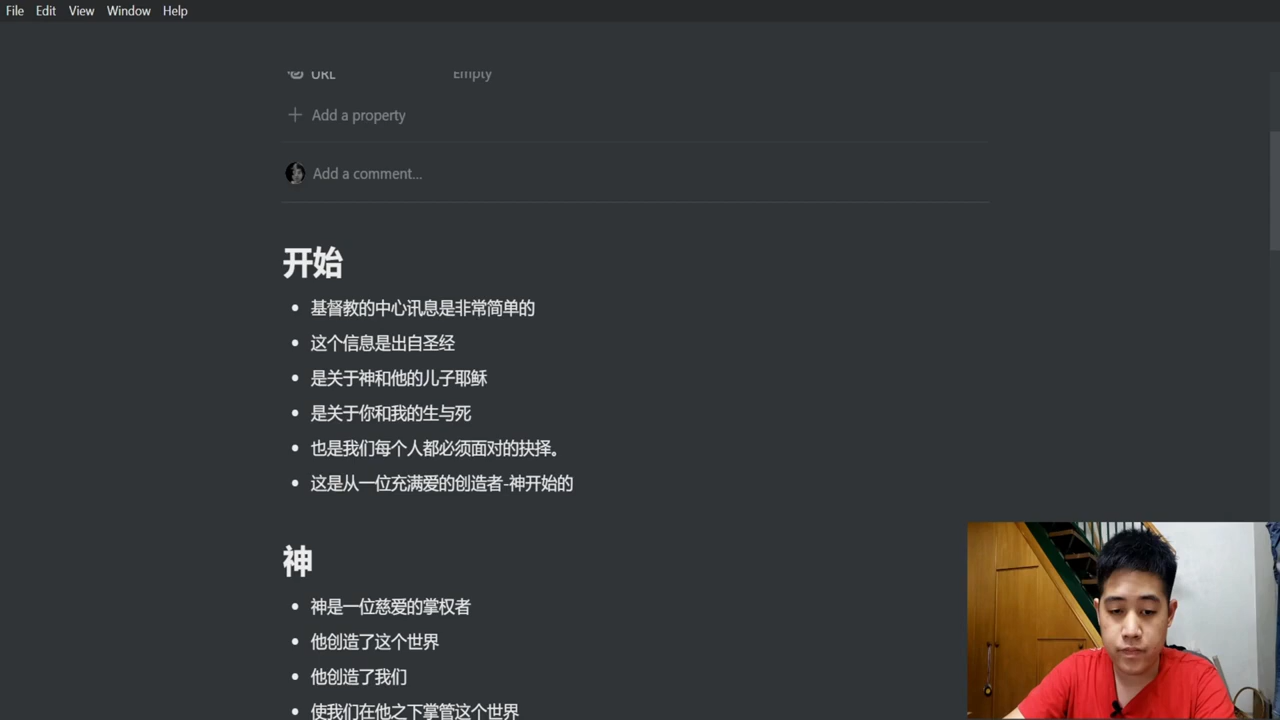 File Edit View Window Help
URL Empty
Add a property
Add a comment...
开始
基督教的中心讯息是非常简单的
这个信息是出自圣经
是关于神和他的儿子耶稣
是关于你和我的生与死
也是我们每个人都必须面对的抉择。
这是从一位充满爱的创造者-神开始的
神
神是一位慈爱的掌权者
他创造了这个世界
他创造了我们
使我们在他之下掌管这个世界